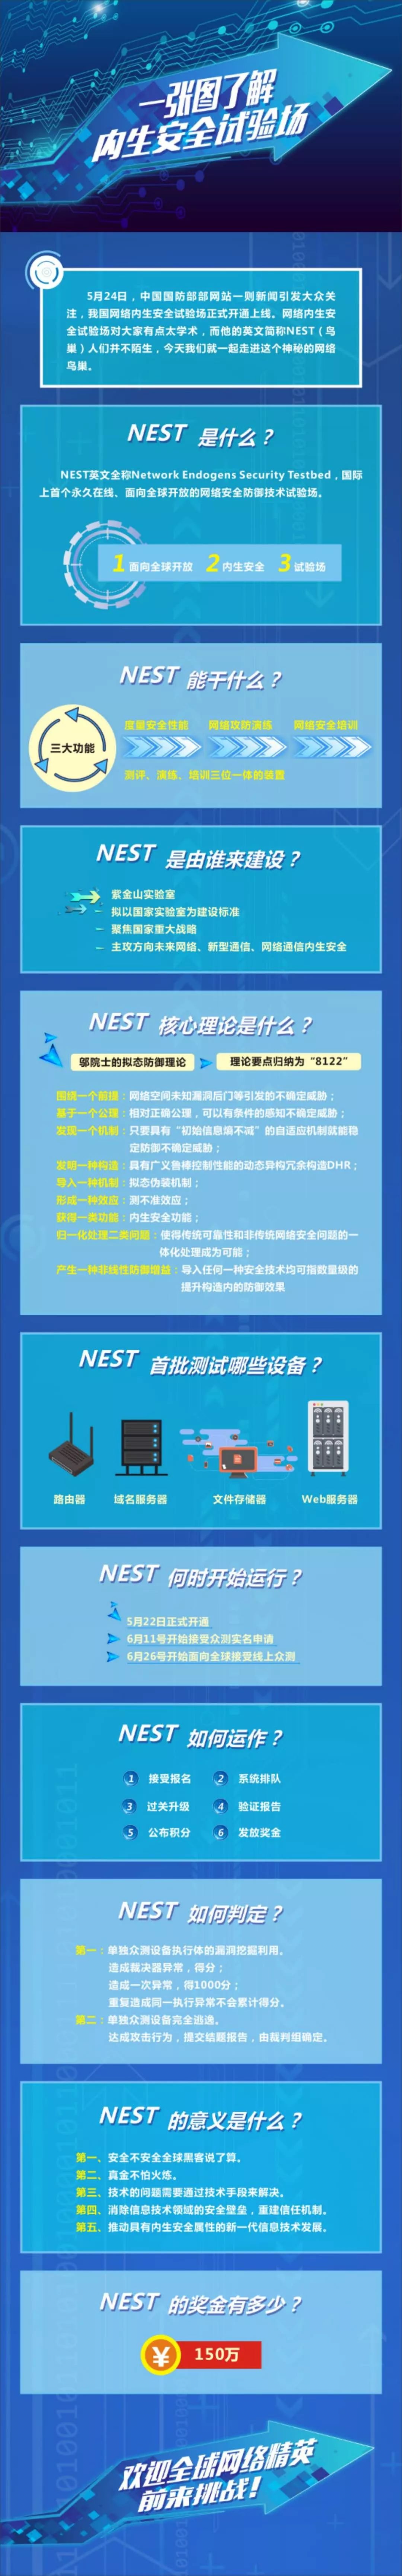 一张图了解
内生安全试验场
5月24日，中国国防部部网站一则新闻引发大众关
注，我国网络内生安全试验场正式开通上线。网络内生安
全试验场对大家有点太学术，而他的英文简称NEST（鸟
巢）人们并不陌生，今天我们就一起走进这个神秘的网络
鸟巢。
NEST 是什么？
NEST英文全称Network Endogens Security Testbed，国际
上首个永久在线、面向全球开放的网络安全防御技术试验场。
1 面向全球开放 2 内生安全 3 试验场
NEST 能干什么？
三大功能
度量安全性能 网络攻防演练 网络安全培训
测评、演练、培训三位一体的装置
NEST 是由谁来建设？
紫金山实验室
拟以国家实验室为建设标准
聚焦国家重大战略
主攻方向未来网络、新型通信、网络通信内生安全
NEST 核心理论是什么？
邬院士的拟态防御理论 理论要点归纳为“8122”
围绕一个前提：网络空间未知漏洞后门等引发的不确定威胁；
基于一个公理：相对正确公理，可以有条件的感知不确定威胁；
发现一个机制：只要具有“初始信息熵不减”的自适应机制就能稳
定防御不确定威胁；
发明一种构造：具有广义鲁棒控制性能的动态异构冗余构造DHR；
导入一种机制：拟态伪装机制；
形成一种效应：测不准效应；
获得一类功能：内生安全功能；
归一化处理二类问题：使得传统可靠性和非传统网络安全问题的一
体化处理成为可能；
产生一种非线性防御增益：导入任何一种安全技术均可指数量级的
提升构造内的防御效果
NEST 首批测试哪些设备？
路由器 域名服务器 文件存储器 Web服务器
NEST 何时开始运行？
5月22日正式开通
6月11号开始接受众测实名申请
6月26号开始面向全球接受线上众测
NEST 如何运作？
1 接受报名 2 系统排队
3 过关升级 4 验证报告
5 公布积分 6 发放奖金
NEST 如何判定？
第一：单独众测设备执行体的漏洞挖掘利用。
造成裁决器异常，得分；
造成一次异常，得1000分；
重复造成同一执行异常不会累计得分。
第二：单独众测设备完全逃逸。
达成攻击行为，提交结题报告，由裁判组确定。
NEST 的意义是什么？
第一、安全不安全全球黑客说了算。
第二、真金不怕火炼。
第三、技术的问题需要通过技术手段来解决。
第四、消除信息技术领域的安全壁垒，重建信任机制。
第五、推动具有内生安全属性的新一代信息技术发展。
NEST 的奖金有多少？
¥ 150万
欢迎全球网络精英
前来挑战！